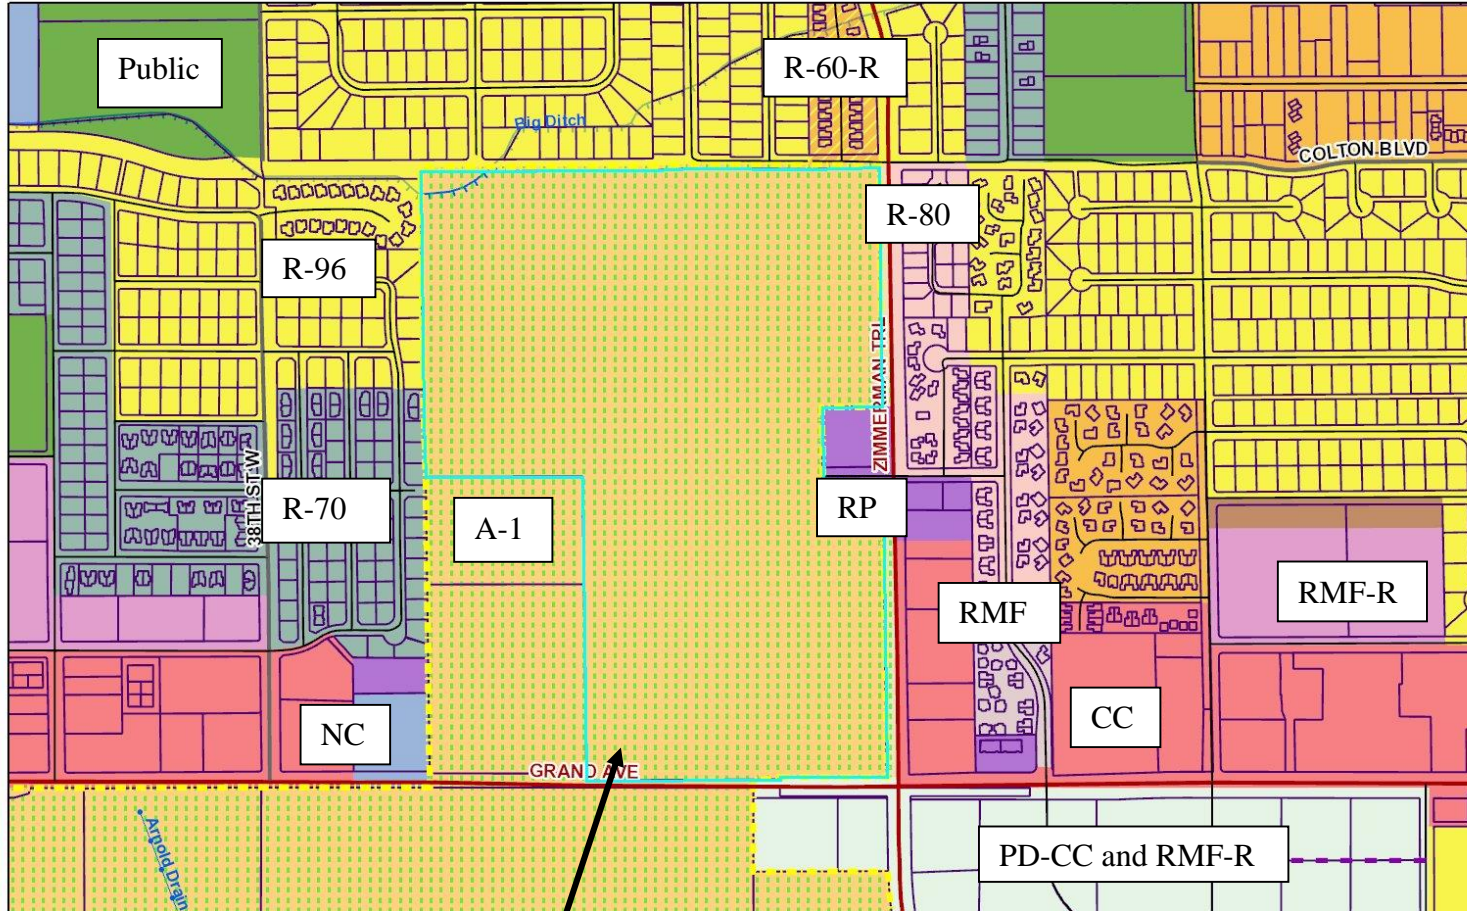 Public
R-60-R
Big Ditch
COLTON BLVD
R-80
R-96
ZIMMERMAN TRL
38TH ST W
R-70
A-1
RP
RMF
RMF-R
NC
CC
GRAND AVE
Arnold Drain
PD-CC and RMF-R